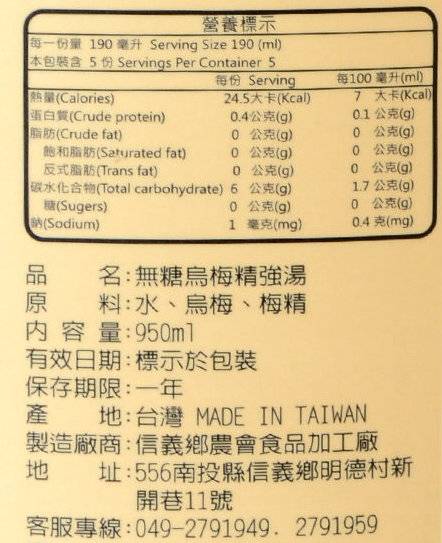 營養標示
每一份量 190 毫升 Serving Size 190 (ml)
本包裝含 5 份 Servings Per Container 5
每份 Serving 每100 毫升(ml)
熱量(Calories) 24.5大卡(Kcal) 7 大卡(Kcal)
蛋白質(Crude protein) 0.4公克(g) 0.1 公克(g)
脂肪(Crude fat) 0 公克(g) 0 公克(g)
飽和脂肪(Saturated fat) 0 公克(g) 0 公克(g)
反式脂肪(Trans fat) 0 公克(g) 0 公克(g)
碳水化合物(Total carbohydrate) 6 公克(g) 1.7 公克(g)
糖(Sugers) 0 公克(g) 0 公克(g)
鈉(Sodium) 1 毫克(mg) 0.4 克(mg)
品 名:無糖烏梅精強湯
原 料:水、烏梅、梅精
內 容 量:950ml
有效日期:標示於包裝
保存期限:一年
產 地:台灣 MADE IN TAIWAN
製造廠商:信義鄉農會食品加工廠
地 址:556南投縣信義鄉明德村新
開巷11號
客服專線:049-2791949. 2791959